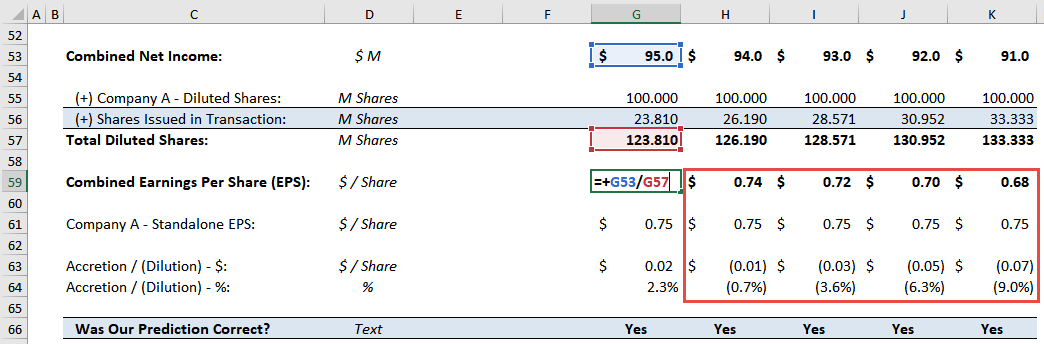 A B C D E F G H I J K
52
53 Combined Net Income: $ M $ 95.0 $ 94.0 $ 93.0 $ 92.0 $ 91.0
54
55 (+) Company A - Diluted Shares: M Shares 100.000 100.000 100.000 100.000 100.000
56 (+) Shares Issued in Transaction: M Shares 23.810 26.190 28.571 30.952 33.333
57 Total Diluted Shares: M Shares 123.810 126.190 128.571 130.952 133.333
58
59 Combined Earnings Per Share (EPS): $ / Share =+G53/G57 $ 0.74 $ 0.72 $ 0.70 $ 0.68
60
61 Company A - Standalone EPS: $ / Share $ 0.75 $ 0.75 $ 0.75 $ 0.75 $ 0.75
62
63 Accretion / (Dilution) - $: $ / Share $ 0.02 $ (0.01) $ (0.03) $ (0.05) $ (0.07)
64 Accretion / (Dilution) - %: % 2.3% (0.7%) (3.6%) (6.3%) (9.0%)
65
66 Was Our Prediction Correct? Text Yes Yes Yes Yes Yes